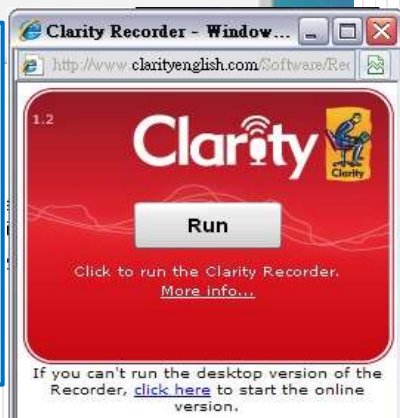 Clarity Recorder - Window...
http://www.clarityenglish.com/Software/Rec
1.2
Clarity
Clarity
Run
Click to run the Clarity Recorder.
More info...
If you can't run the desktop version of the
Recorder, click here to start the online
version.